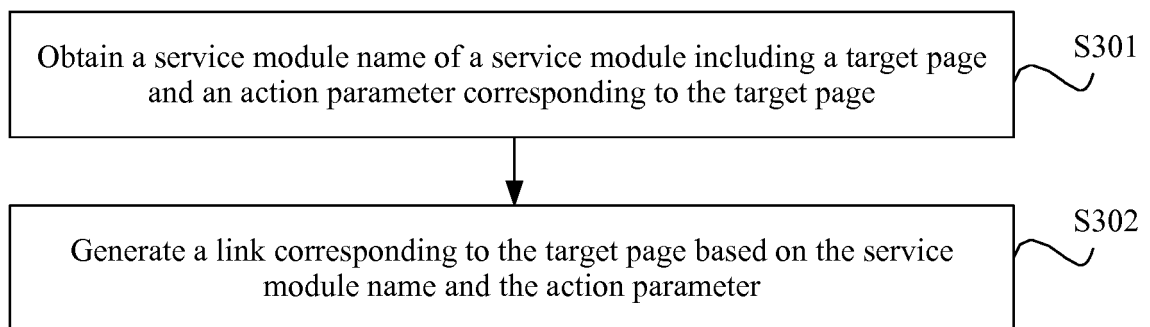 Obtain a service module name of a service module including a target page
and an action parameter corresponding to the target page
S301
Generate a link corresponding to the target page based on the service
module name and the action parameter
S302